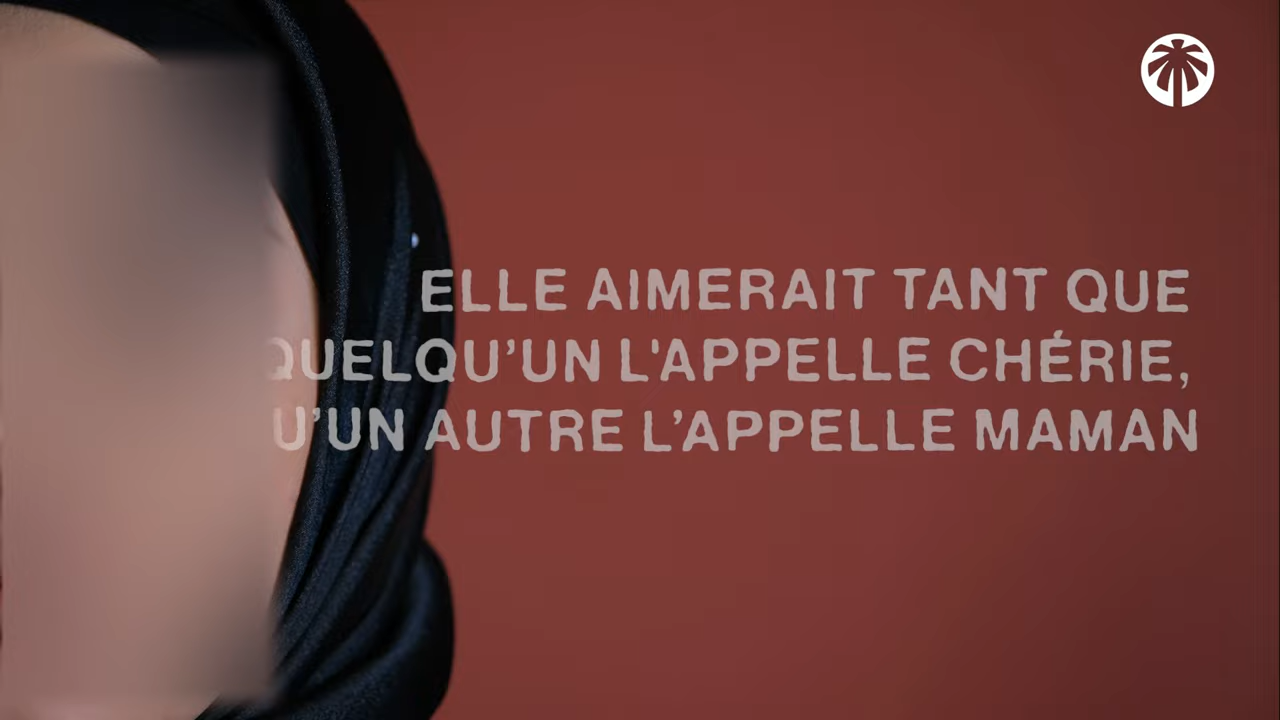 ELLE AIMERAIT TANT QUE
QUELQU’UN L'APPELLE CHÉRIE,
U’UN AUTRE L’APPELLE MAMAN